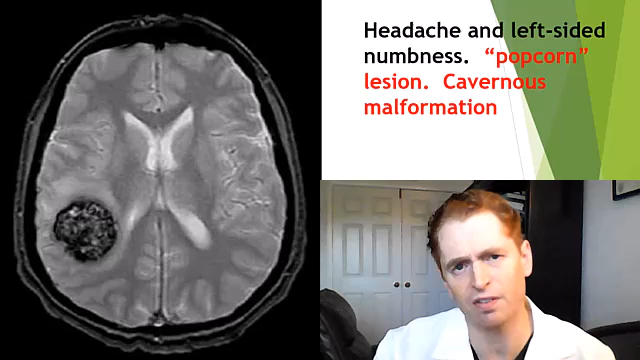 Headache and left-sided
numbness.  “popcorn”
lesion.  Cavernous
malformation